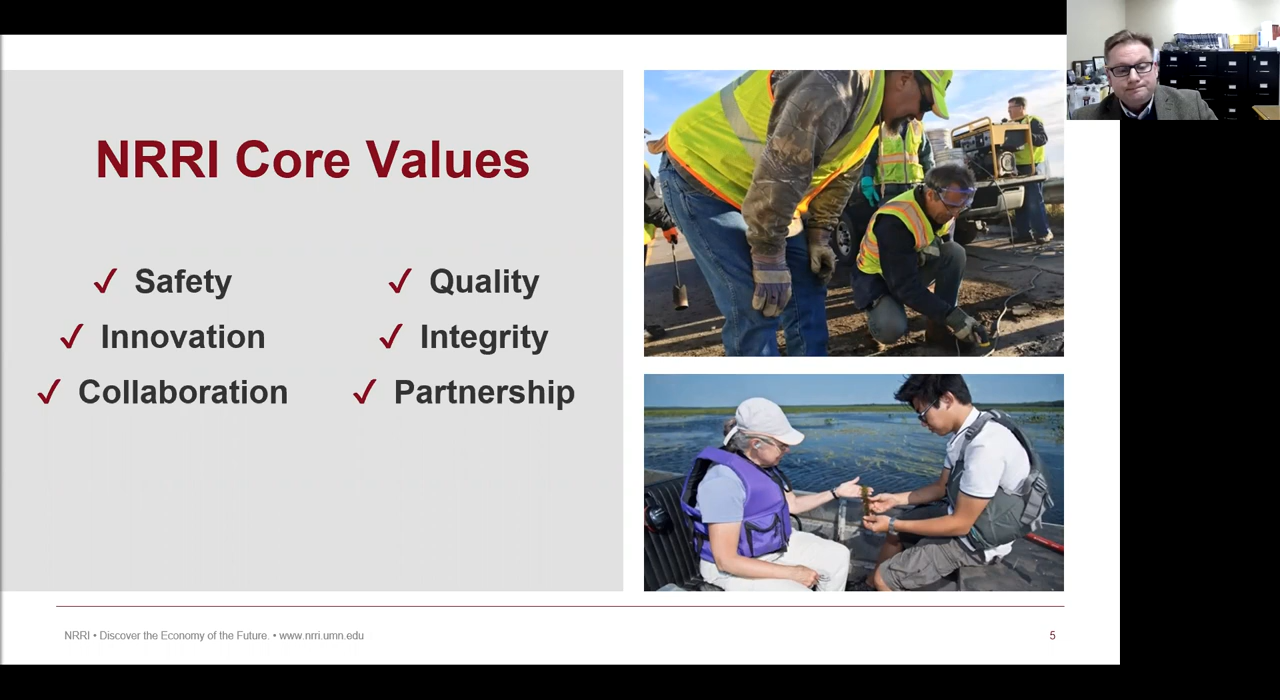 NRRI Core Values
✓ Safety
✓ Innovation
✓ Collaboration
✓ Quality
✓ Integrity
✓ Partnership
NRRI • Discover the Economy of the Future. • www.nrri.umn.edu
5